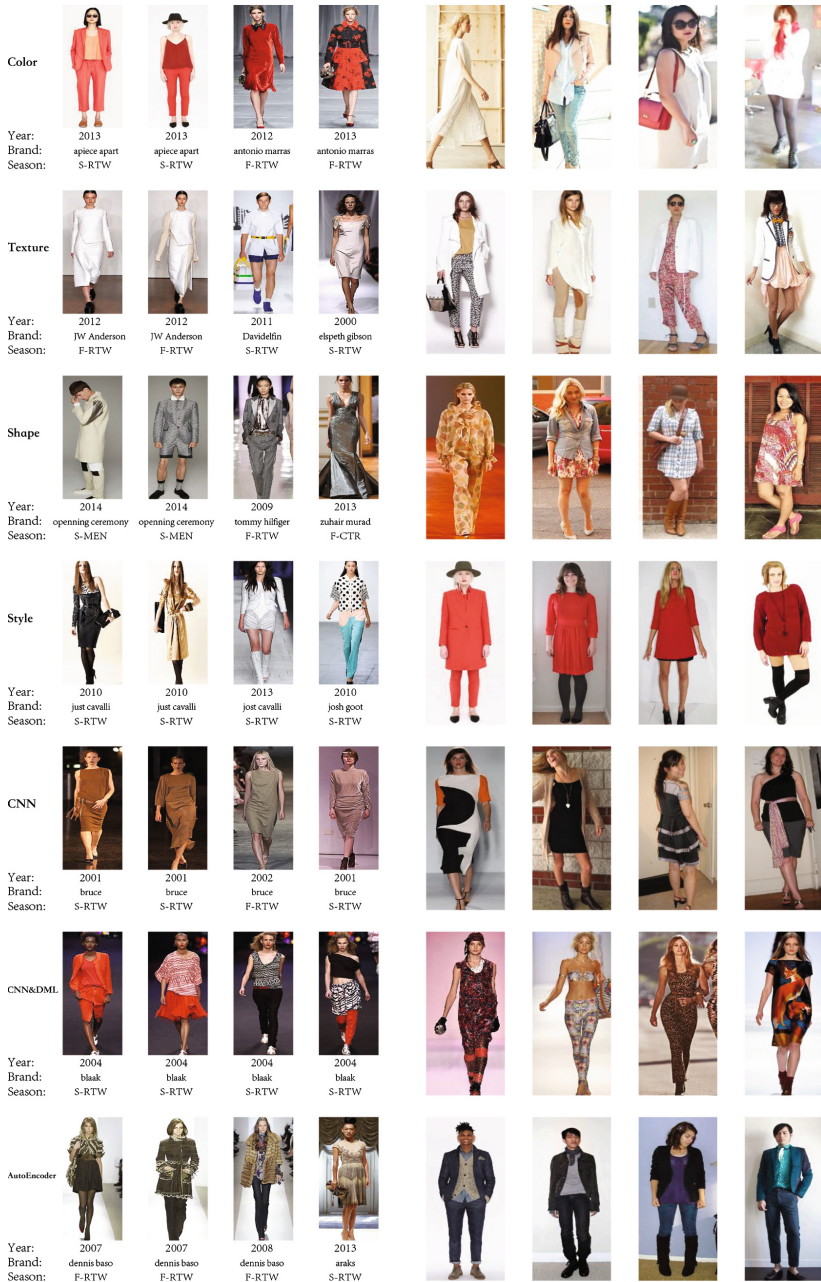 Color
Year: 2013 2013 2012 2013
Brand: apiece apart apiece apart antonio marras antonio marras
Season: S-RTW S-RTW F-RTW F-RTW
Texture
Year: 2012 2012 2011 2000
Brand: JW Anderson JW Anderson Davidelfin elspeth gibson
Season: F-RTW F-RTW S-RTW S-RTW
Shape
Year: 2014 2014 2009 2013
Brand: openning ceremony openning ceremony tommy hilfiger zuhair murad
Season: S-MEN S-MEN F-RTW F-CTR
Style
Year: 2010 2010 2013 2010
Brand: just cavalli just cavalli jost cavalli josh goot
Season: S-RTW S-RTW S-RTW S-RTW
CNN
Year: 2001 2001 2002 2001
Brand: bruce bruce bruce bruce
Season: S-RTW S-RTW F-RTW S-RTW
CNN&DML
Year: 2004 2004 2004 2004
Brand: blaak blaak blaak blaak
Season: S-RTW S-RTW S-RTW S-RTW
AutoEncoder
Year: 2007 2007 2008 2013
Brand: dennis baso dennis baso dennis baso araks
Season: F-RTW F-RTW F-RTW S-RTW